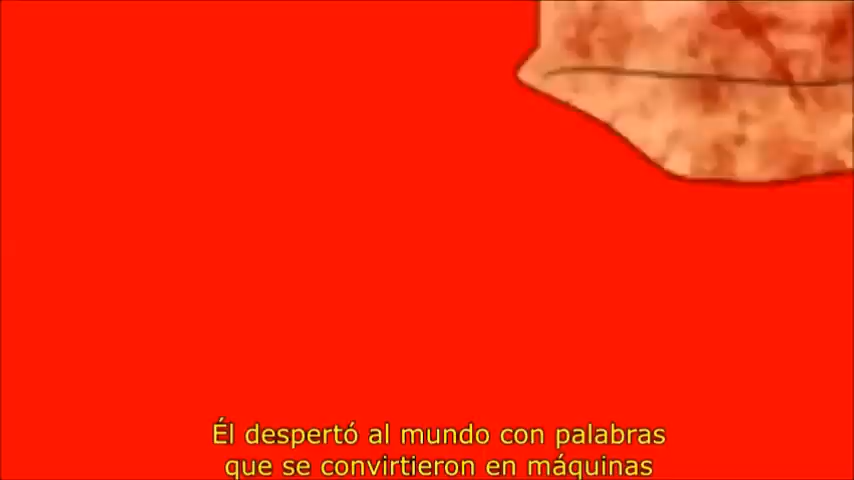 Él despertó al mundo con palabras
que se convirtieron en máquinas